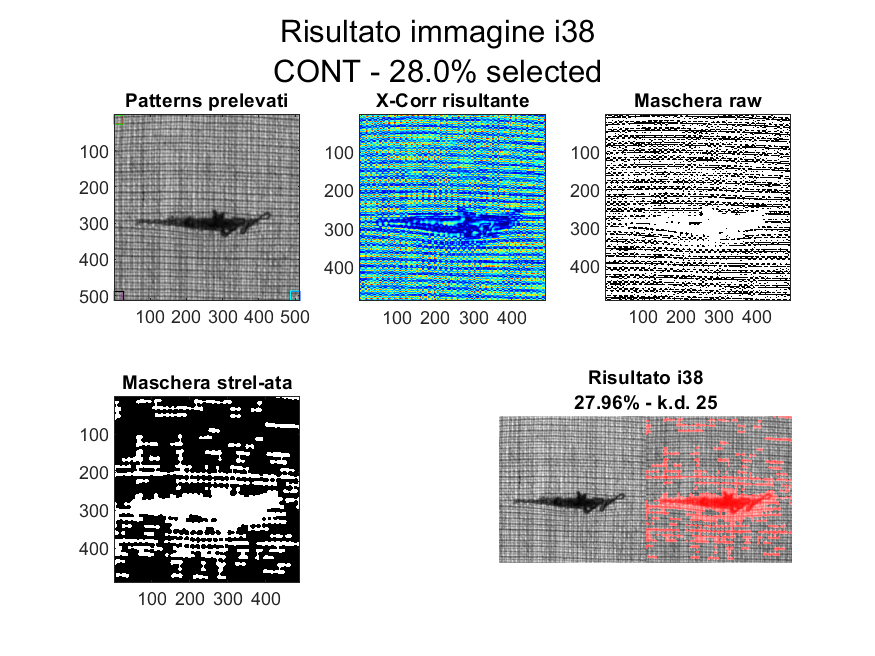 Risultato immagine i38
CONT - 28.0% selected
Patterns prelevati
100
200
300
400
500
100 200 300 400 500
X-Corr risultante
100
200
300
400
100 200 300 400
Maschera raw
100
200
300
400
100 200 300 400
Maschera strel-ata
100
200
300
400
100 200 300 400
Risultato i38
27.96% - k.d. 25